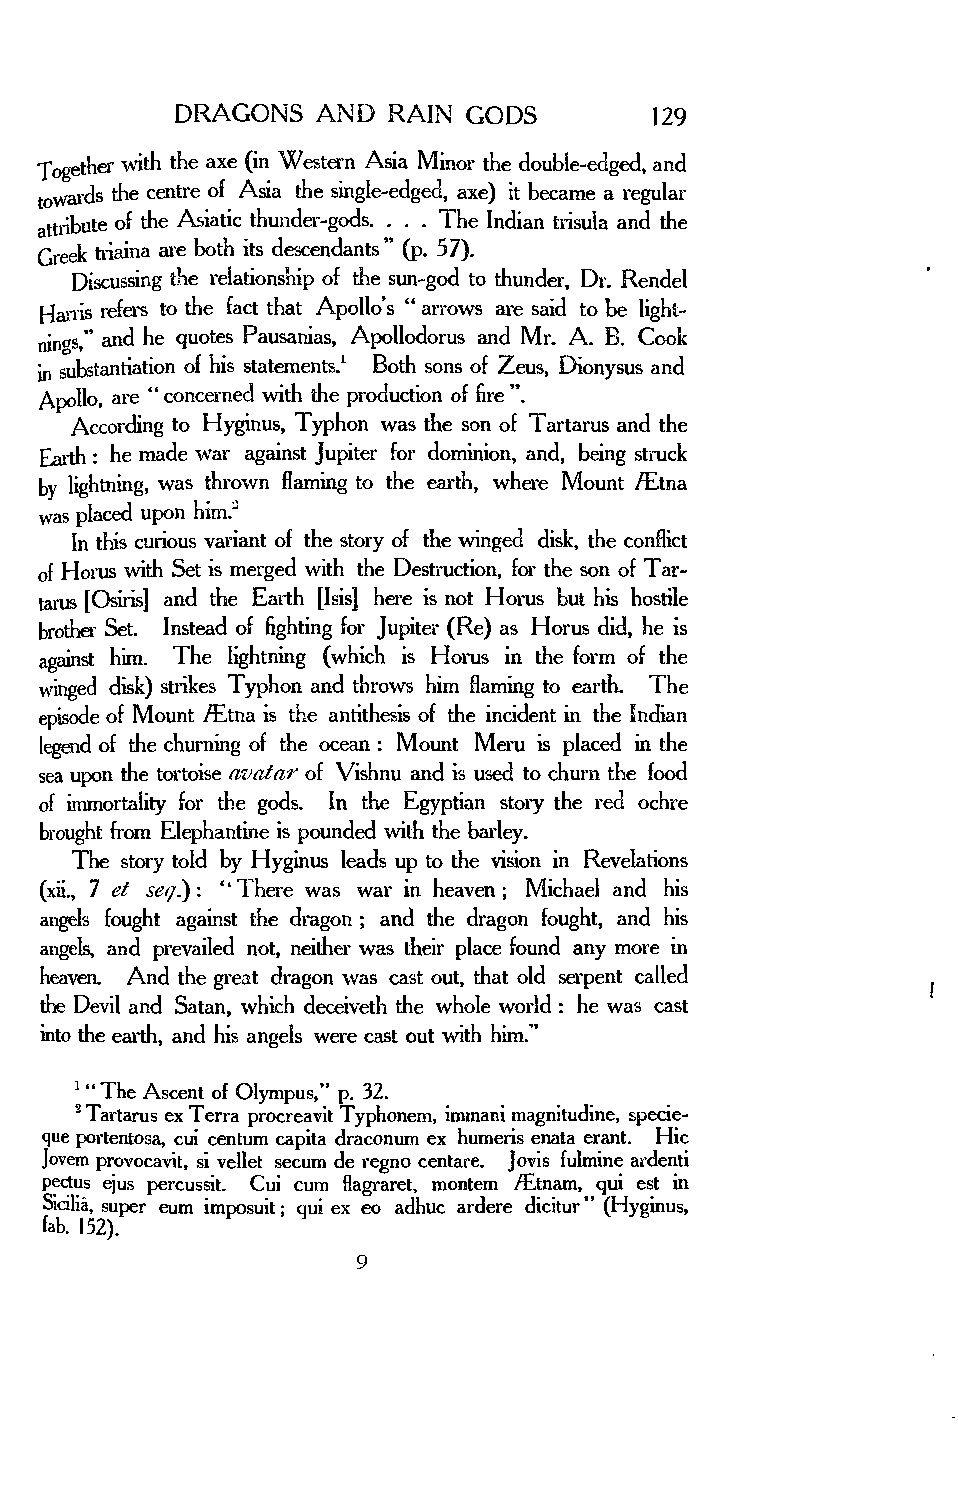 DRAGONS AND RAIN GODS 129
Together with the axe (in Western Asia Minor the double-edged, and
towards the centre of Asia the single-edged, axe) it became a regular
attribute of the Asiatic thunder-gods. . . . The Indian trisula and the
Greek triaina are both its descendants" (p. 57).
Discussing the relationship of the sun-god to thunder, Dr. Rendel
Harris refers to the fact that Apollo's "arrows are said to be light-
nings," and he quotes Pausanias, Apollodorus and Mr. A. B. Cook
in substantiation of his statements.¹ Both sons of Zeus, Dionysus and
Apollo, are "concerned with the production of fire".
According to Hyginus, Typhon was the son of Tartarus and the
Earth: he made war against Jupiter for dominion, and, being struck
by lightning, was thrown flaming to the earth, where Mount Ætna
was placed upon him.²
In this curious variant of the story of the winged disk, the conflict
of Horus with Set is merged with the Destruction, for the son of Tar-
tarus [Osiris] and the Earth [Isis] here is not Horus but his hostile
brother Set. Instead of fighting for Jupiter (Re) as Horus did, he is
against him. The lightning (which is Horus in the form of the
winged disk) strikes Typhon and throws him flaming to earth. The
episode of Mount Ætna is the antithesis of the incident in the Indian
legend of the churning of the ocean: Mount Meru is placed in the
sea upon the tortoise avatar of Vishnu and is used to churn the food
of immortality for the gods. In the Egyptian story the red ochre
brought from Elephantine is pounded with the barley.
The story told by Hyginus leads up to the vision in Revelations
(xii., 7 et seq.): "There was war in heaven; Michael and his
angels fought against the dragon; and the dragon fought, and his
angels, and prevailed not, neither was their place found any more in
heaven. And the great dragon was cast out, that old serpent called
the Devil and Satan, which deceiveth the whole world: he was cast
into the earth, and his angels were cast out with him."
¹ "The Ascent of Olympus," p. 32.
² Tartarus ex Terra procreavit Typhonem, immani magnitudine, specie-
que portentosa, cui centum capita draconum ex humeris enata erant. Hic
Jovem provocavit, si vellet secum de regno centare. Jovis fulmine ardenti
pectus ejus percussit. Cui cum flagraret, montem Ætnam, qui est in
Siciliâ, super eum imposuit; qui ex eo adhuc ardere dicitur" (Hyginus,
fab. 152).
9